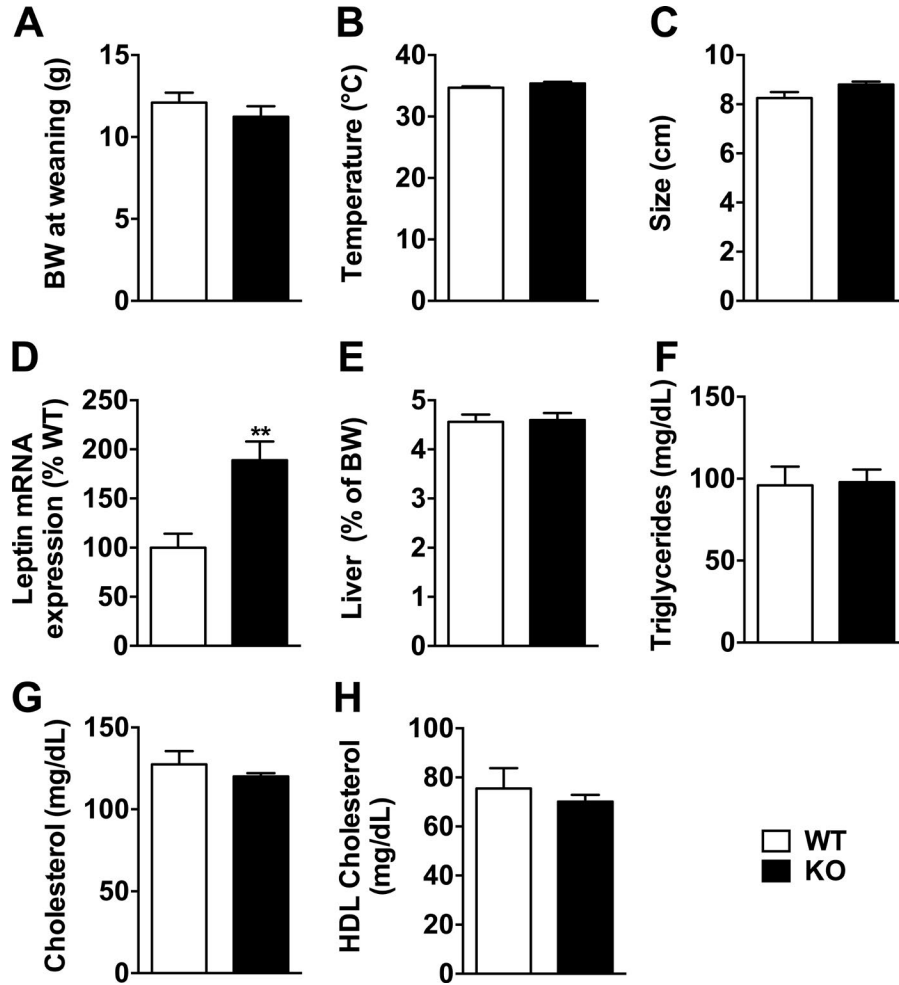 A
BW at weaning (g)
15
10
5
0
B
Temperature (°C)
40
30
20
10
0
C
Size (cm)
10
8
6
4
2
0
D
Leptin mRNA
expression (% WT)
250
200
150
100
50
0
**
E
Liver (% of BW)
5
4
3
2
1
0
F
Triglycerides (mg/dL)
150
100
50
0
G
Cholesterol (mg/dL)
150
100
50
0
H
HDL Cholesterol
(mg/dL)
100
80
60
40
20
0
WT
KO